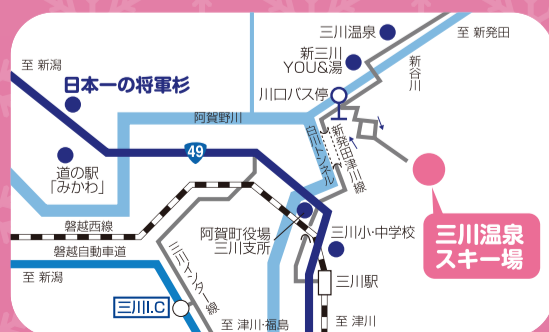 三川温泉
至 新発田
新三川
YOU&湯
新谷川
至 新潟
日本一の将軍杉
川口バス停
阿賀野川
49
白川トンネル
新発田津川線
道の駅
「みかわ」
磐越西線
阿賀町役場
三川支所
三川小・中学校
三川温泉
スキー場
磐越自動車道
三川インター線
至 新潟
三川駅
三川I.C
至 津川・福島
至 津川